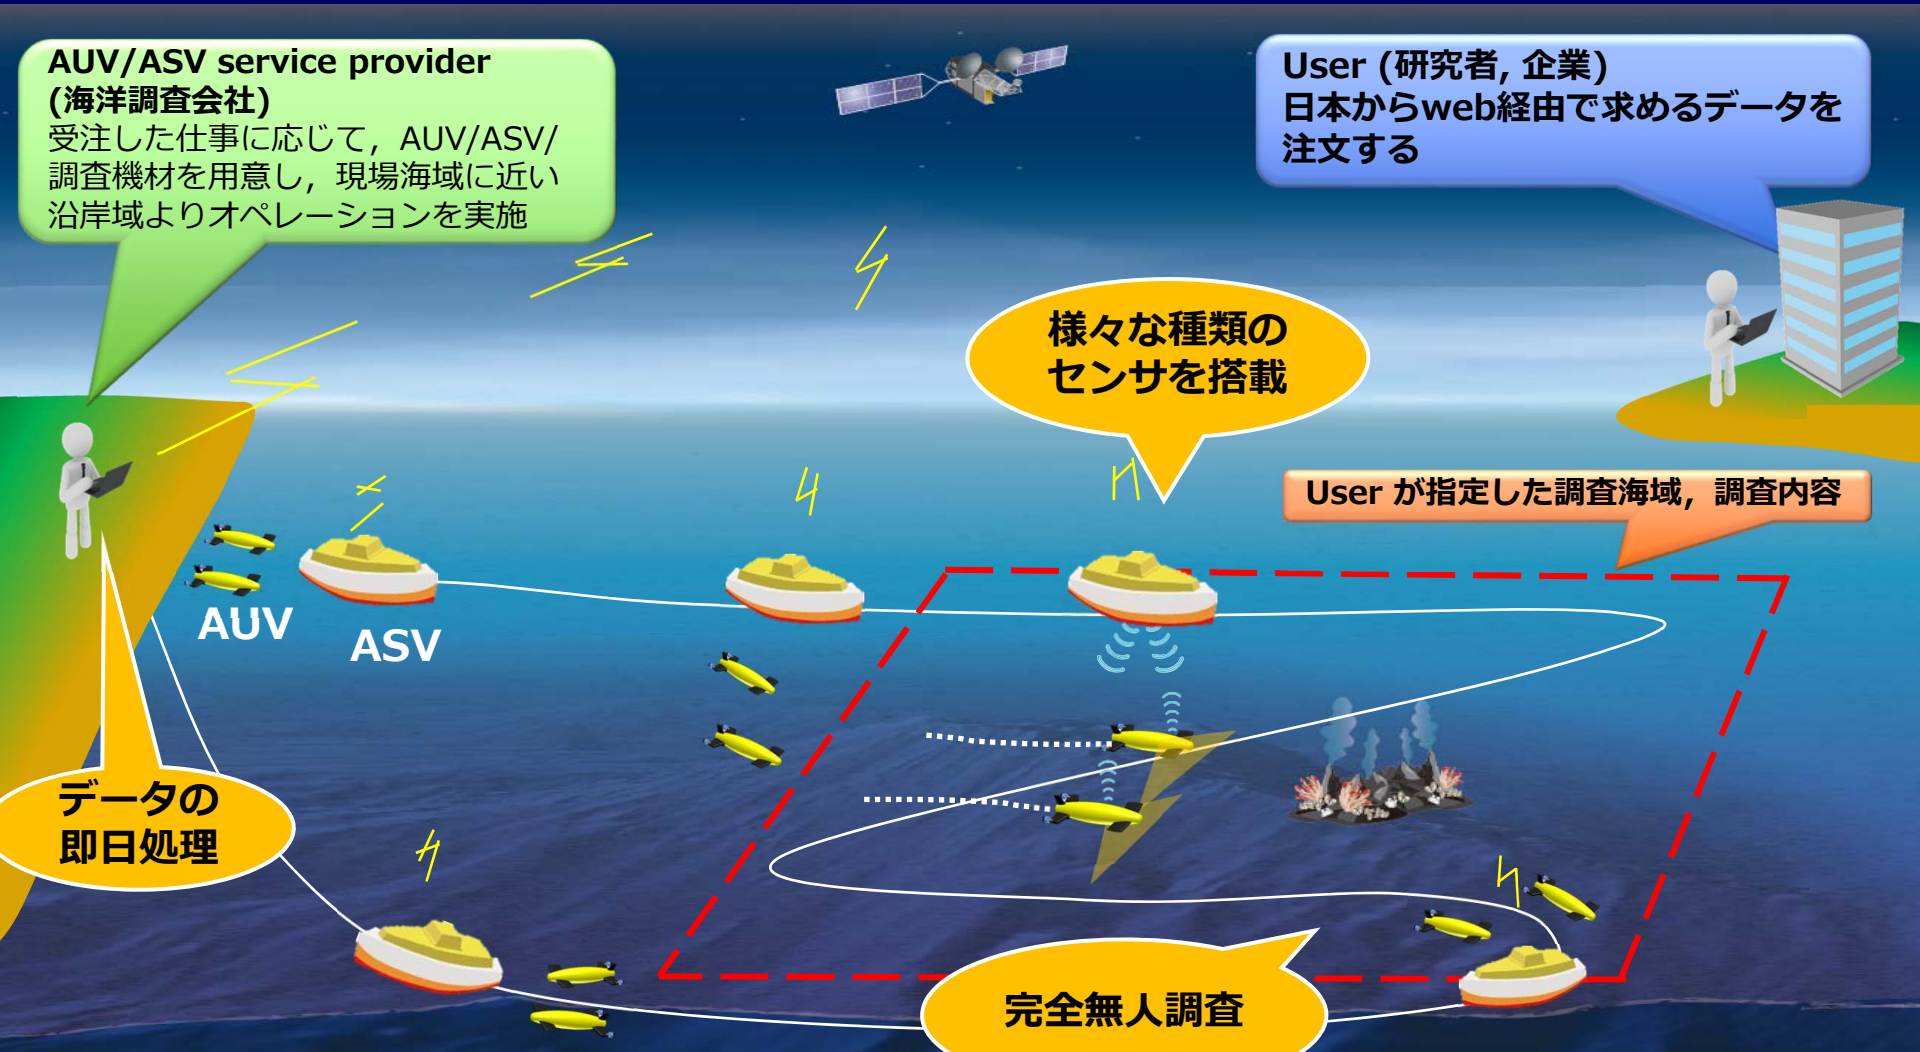 AUV/ASV service provider
(海洋調査会社)
受注した仕事に応じて，AUV/ASV/
調査機材を用意し，現場海域に近い
沿岸域よりオペレーションを実施
User (研究者, 企業)
日本からweb経由で求めるデータを
注文する
様々な種類の
センサを搭載
User が指定した調査海域，調査内容
AUV
ASV
データの
即日処理
完全無人調査